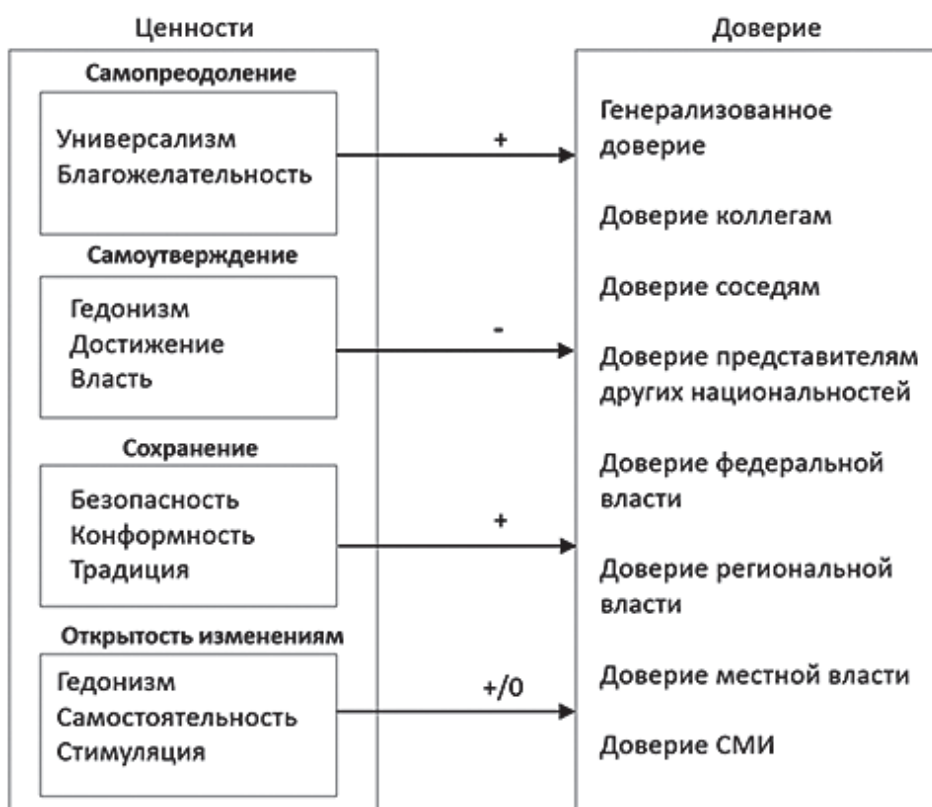 Ценности
Самопреодоление
Универсализм
Благожелательность
Самоутверждение
Гедонизм
Достижение
Власть
Сохранение
Безопасность
Конформность
Традиция
Открытость изменениям
Гедонизм
Самостоятельность
Стимуляция
+
-
+
+/0
Доверие
Генерализованное
доверие
Доверие коллегам
Доверие соседям
Доверие представителям
других национальностей
Доверие федеральной
власти
Доверие региональной
власти
Доверие местной власти
Доверие СМИ